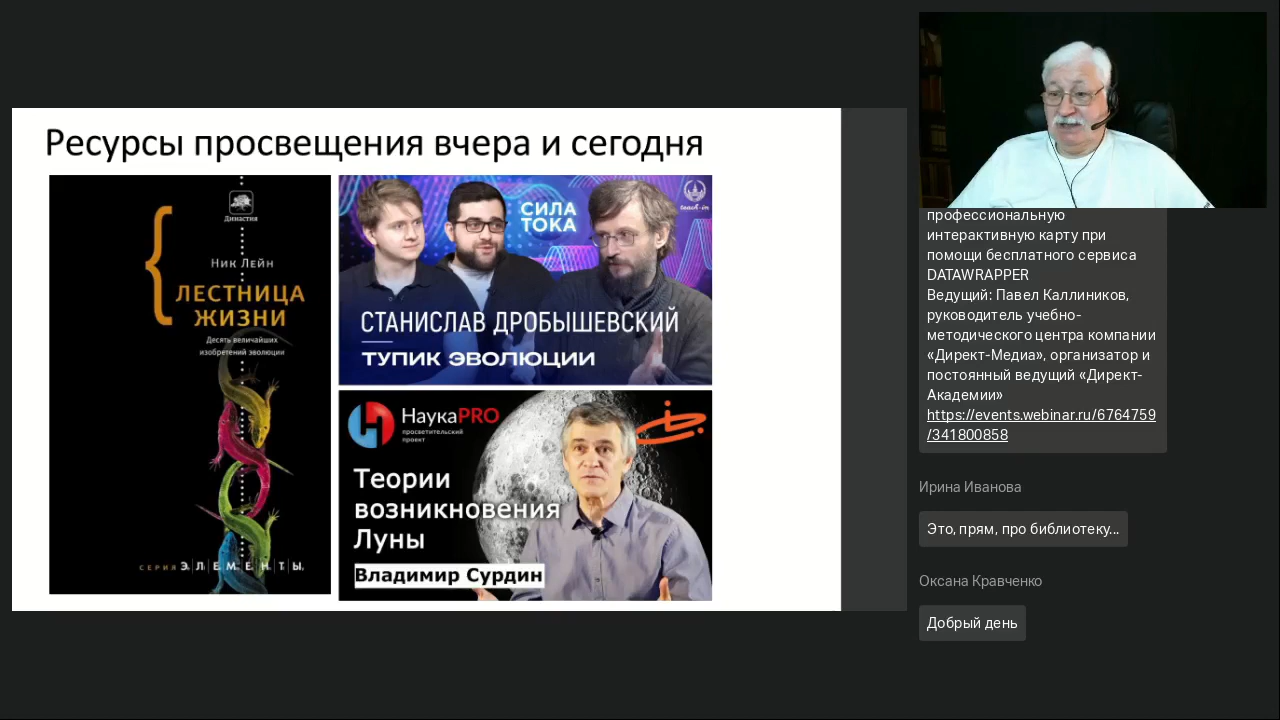 Ресурсы просвещения вчера и сегодня
Династия
Ник Лейн
ЛЕСТНИЦА
ЖИЗНИ
Десять величайших
изобретений эволюции
СЕРИЯ ЭЛЕМЕНТЫ
СИЛА
ТОКА
teach-in
СТАНИСЛАВ ДРОБЫШЕВСКИЙ
ТУПИК ЭВОЛЮЦИИ
НаукаPRO
просветительский
проект
Теории
возникновения
Луны
Владимир Сурдин
профессиональную
интерактивную карту при
помощи бесплатного сервиса
DATAWRAPPER
Ведущий: Павел Каллиников,
руководитель учебно-
методического центра компании
«Директ-Медиа», организатор и
постоянный ведущий «Директ-
Академии»
https://events.webinar.ru/6764759
/341800858
Ирина Иванова
Это, прям, про библиотеку...
Оксана Кравченко
Добрый день